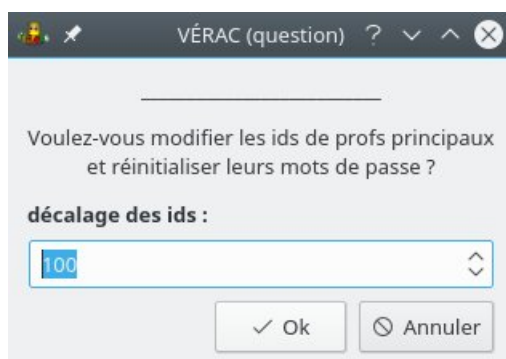 VÉRAC (question)
Voulez-vous modifier les ids de profs principaux
et réinitialiser leurs mots de passe ?
décalage des ids :
100
Ok
Annuler